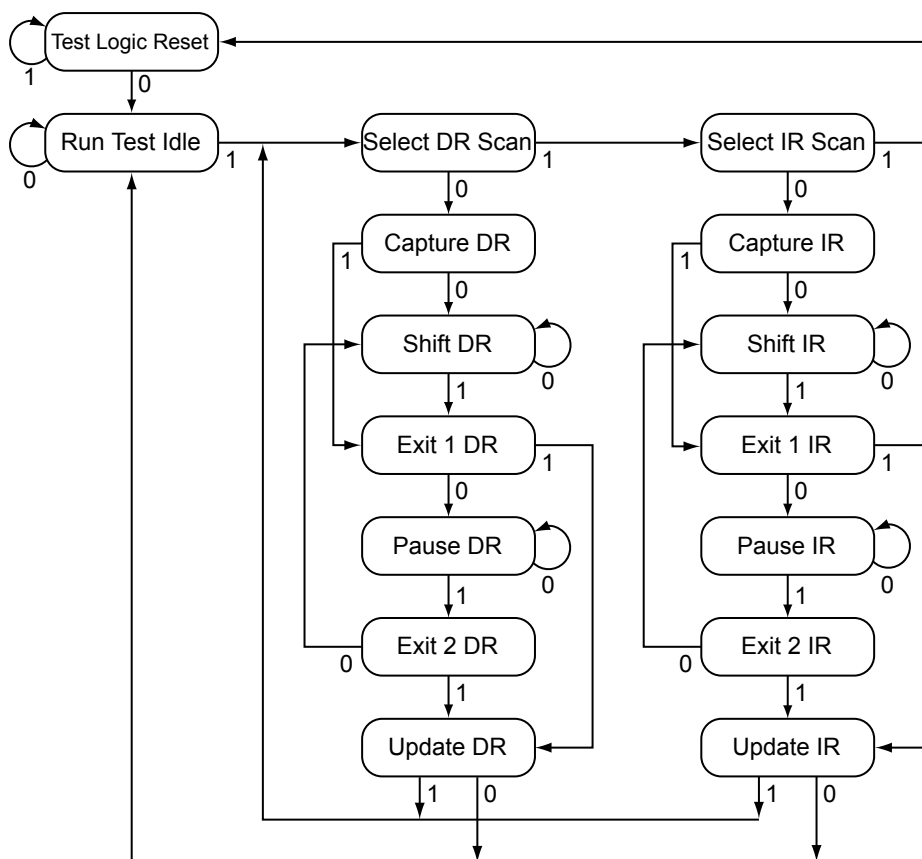 Test Logic Reset
1
0
Run Test Idle
1
0
Select DR Scan
1
0
Select IR Scan
1
0
Capture DR
1
0
Capture IR
1
0
Shift DR
0
1
Shift IR
0
1
Exit 1 DR
1
0
Exit 1 IR
1
0
Pause DR
0
1
Pause IR
0
1
Exit 2 DR
0
1
Exit 2 IR
0
1
Update DR
1
0
Update IR
1
0